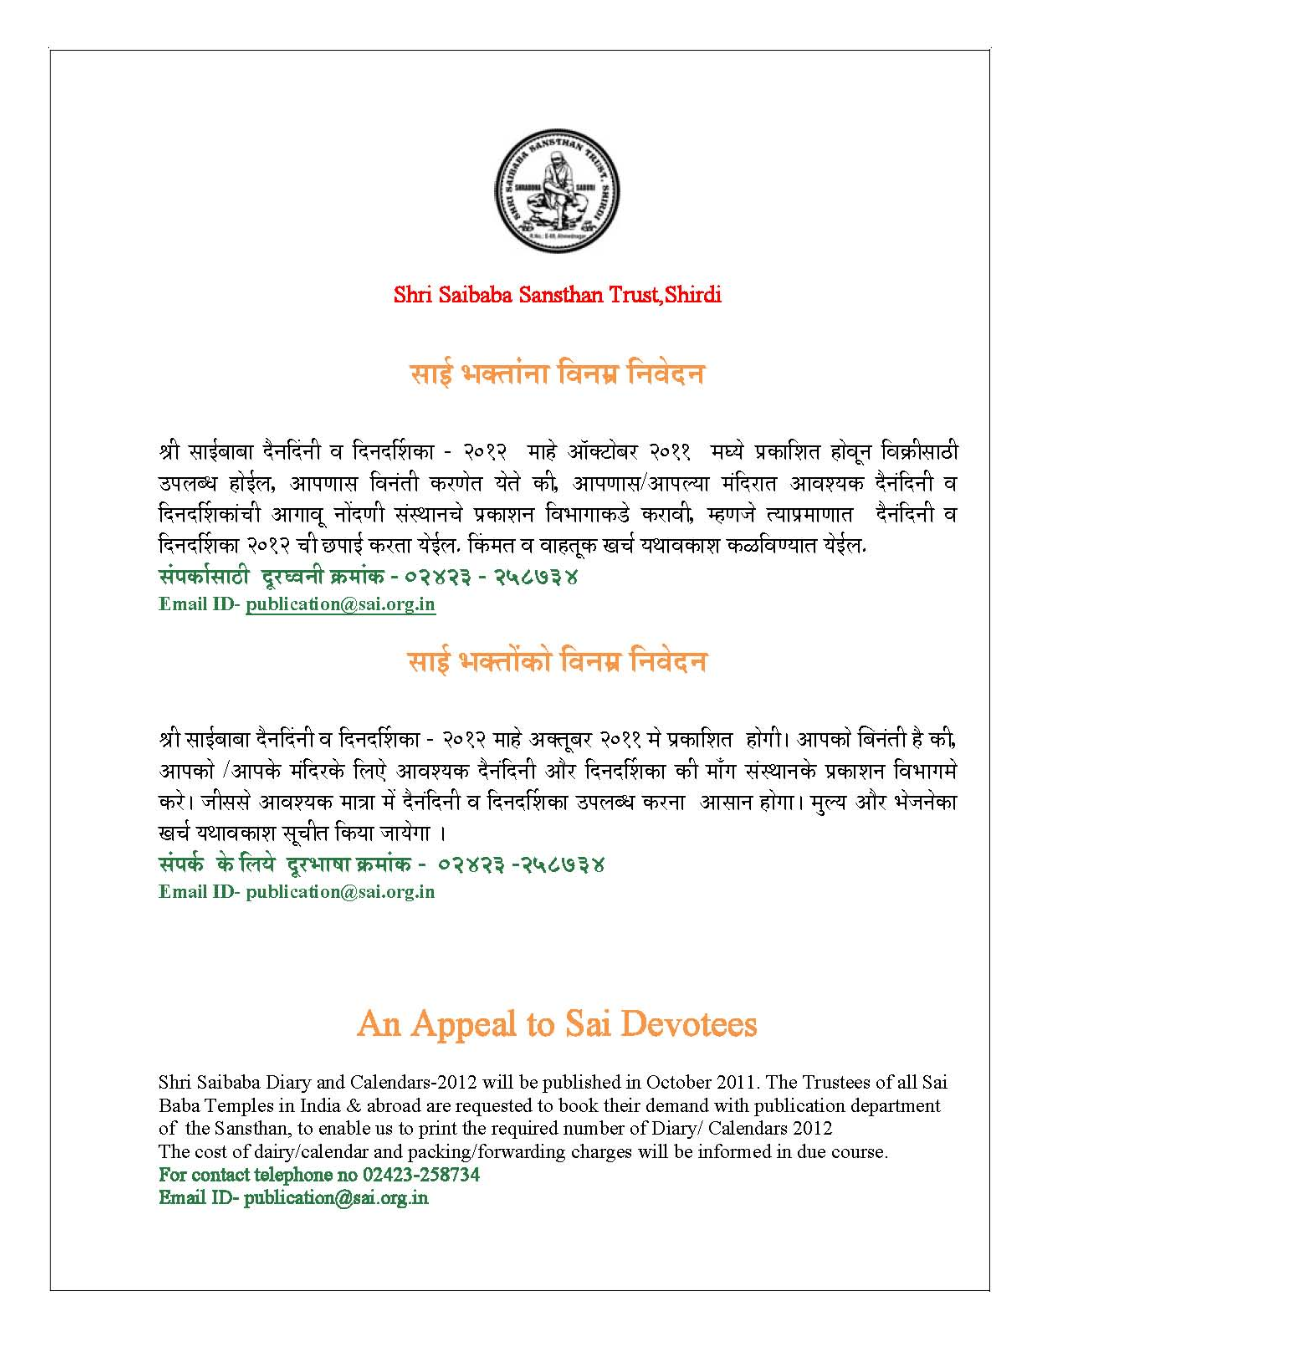 SHRI SAIBABA SANSTHAN TRUST, SHIRDI
SHRADDHA SABURI
Shri Saibaba Sansthan Trust,Shirdi
साई भक्तांना विनम्र निवेदन
श्री साईबाबा दैनदिंनी व दिनदर्शिका - २०१२ माहे ऑक्टोबर २०११ मध्ये प्रकाशित होवून विक्रीसाठी
उपलब्ध होईल, आपणास विनंती करणेत येते की, आपणास/आपल्या मंदिरात आवश्यक दैनंदिनी व
दिनदर्शिकांची आगावू नोंदणी संस्थानचे प्रकाशन विभागाकडे करावी, म्हणजे त्याप्रमाणात दैनंदिनी व
दिनदर्शिका २०१२ ची छपाई करता येईल. किंमत व वाहतूक खर्च यथावकाश कळविण्यात येईल.
संपर्कासाठी दूरध्वनी क्रमांक - ०२४२३ - २५८७३४
Email ID- publication@sai.org.in
साई भक्तोंको विनम्र निवेदन
श्री साईबाबा दैनदिंनी व दिनदर्शिका - २०१२ माहे अक्तूबर २०११ मे प्रकाशित होगी। आपको बिनंती है की,
आपको /आपके मंदिरके लिऐ आवश्यक दैनंदिनी और दिनदर्शिका की माँग संस्थानके प्रकाशन विभागमे
करे। जीससे आवश्यक मात्रा में दैनंदिनी व दिनदर्शिका उपलब्ध करना आसान होगा। मुल्य और भेजनेका
खर्च यथावकाश सूचीत किया जायेगा ।
संपर्क के लिये दूरभाषा क्रमांक - ०२४२३ -२५८७३४
Email ID- publication@sai.org.in
An Appeal to Sai Devotees
Shri Saibaba Diary and Calendars-2012 will be published in October 2011. The Trustees of all Sai
Baba Temples in India & abroad are requested to book their demand with publication department
of the Sansthan, to enable us to print the required number of Diary/ Calendars 2012
The cost of dairy/calendar and packing/forwarding charges will be informed in due course.
For contact telephone no 02423-258734
Email ID- publication@sai.org.in